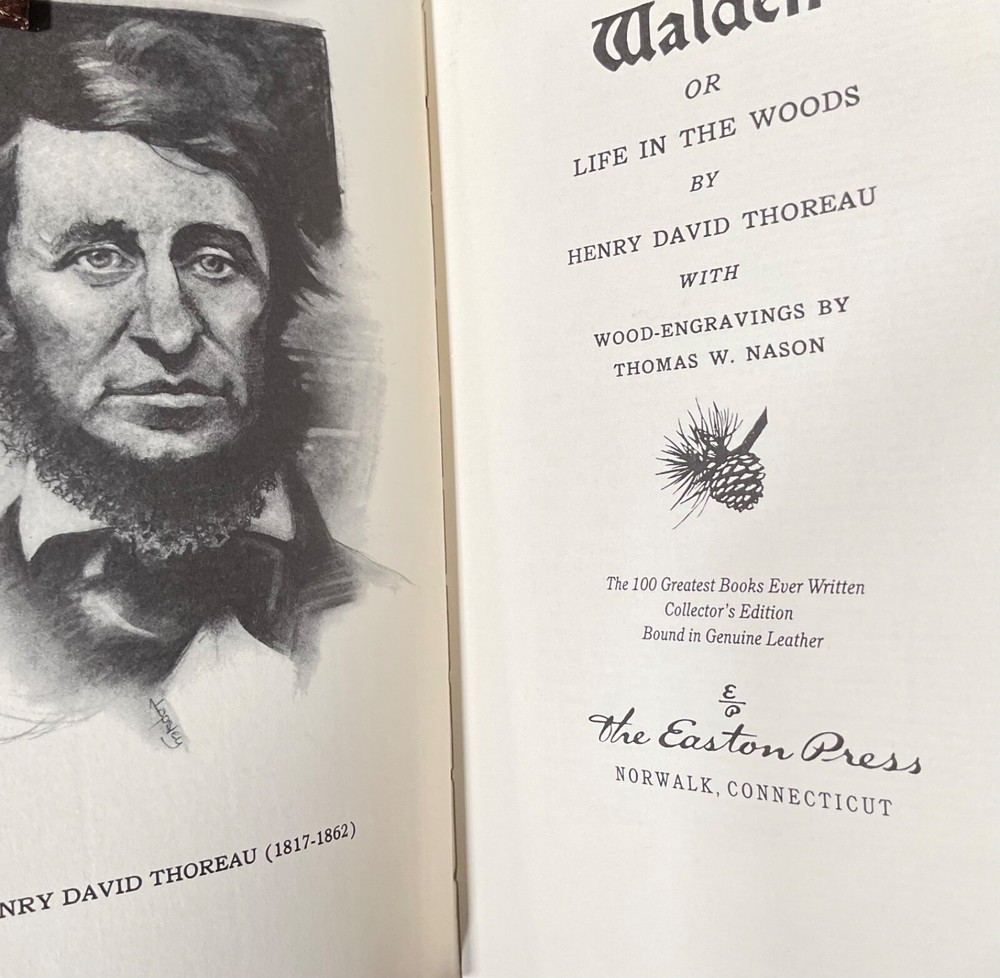 NRY DAVID THOREAU (1817-1862)
Walden
OR
LIFE IN THE WOODS
BY
HENRY DAVID THOREAU
WITH
WOOD-ENGRAVINGS BY
THOMAS W. NASON
The 100 Greatest Books Ever Written
Collector's Edition
Bound in Genuine Leather
E
P
The Easton Press
NORWALK, CONNECTICUT